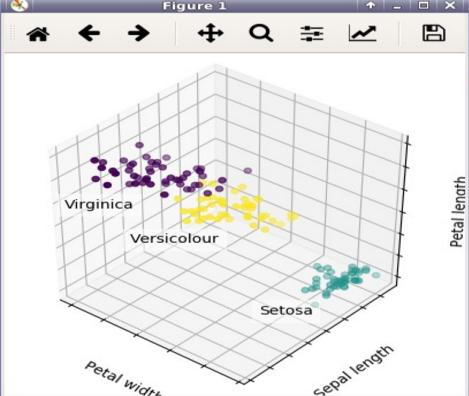 Figure 1
Virginica
Versicolour
Setosa
Petal length
Petal width
Sepal length